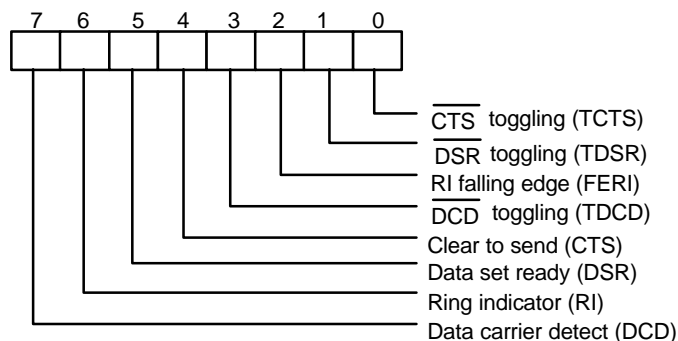 7 6 5 4 3 2 1 0
CTS toggling (TCTS)
DSR toggling (TDSR)
RI falling edge (FERI)
DCD toggling (TDCD)
Clear to send (CTS)
Data set ready (DSR)
Ring indicator (RI)
Data carrier detect (DCD)